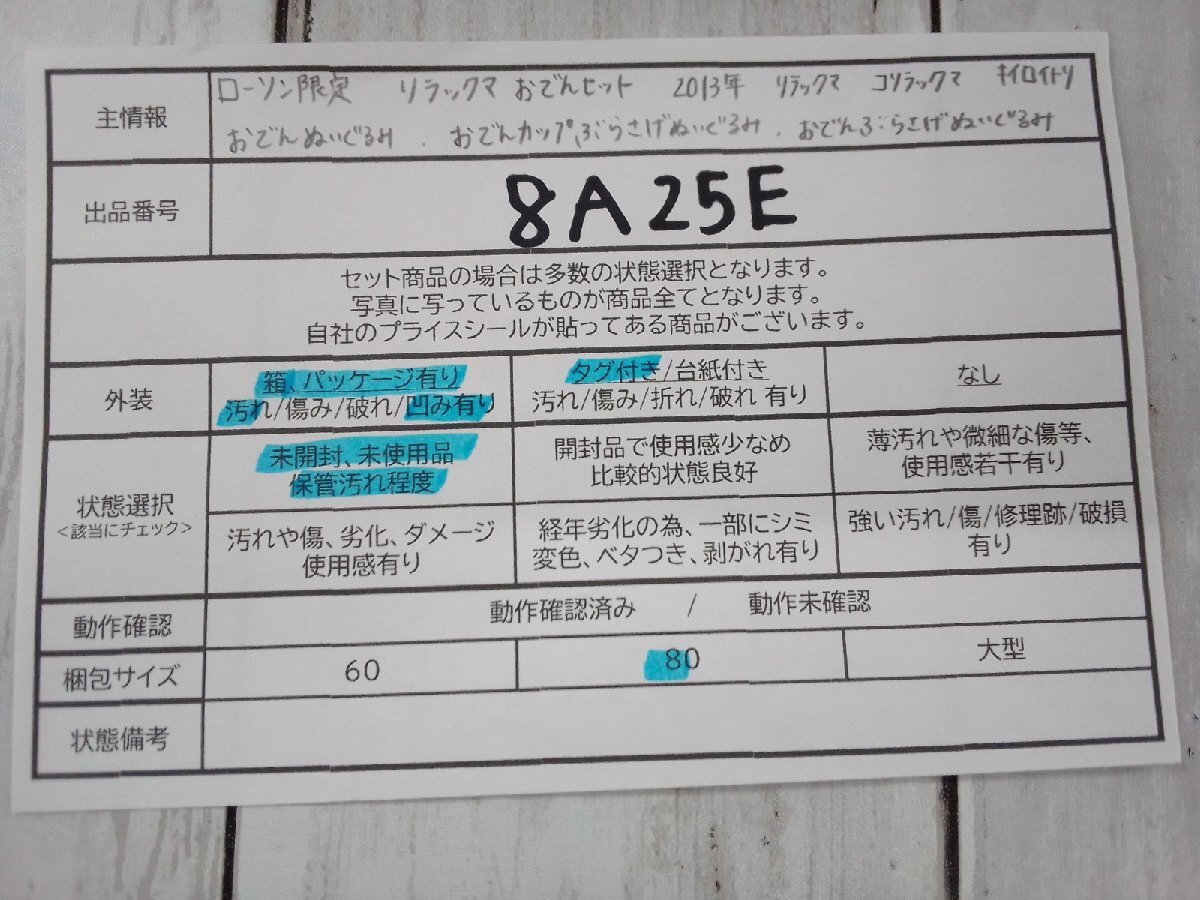 主情報
ローソン限定 リラックマ おでんセット 2013年 リラックマ コリラックマ キイロイトリ
おでんぬいぐるみ . おでんカップ,ぶらさげぬいぐるみ . おでんぶらさげぬいぐるみ
出品番号
8A25E
セット商品の場合は多数の状態選択となります。
写真に写っているものが商品全てとなります。
自社のプライスシールが貼ってある商品がございます。
外装
箱、パッケージ有り
汚れ/傷み/破れ/凹み有り
タグ付き/台紙付き
汚れ/傷み/折れ/破れ 有り
なし
状態選択
<該当にチェック>
未開封、未使用品
保管汚れ程度
開封品で使用感少なめ
比較的状態良好
薄汚れや微細な傷等、
使用感若干有り
汚れや傷、劣化、ダメージ
使用感有り
経年劣化の為、一部にシミ
変色、ベタつき、剥がれ有り
強い汚れ/傷/修理跡/破損
有り
動作確認
動作確認済み / 動作未確認
梱包サイズ
60
80
大型
状態備考